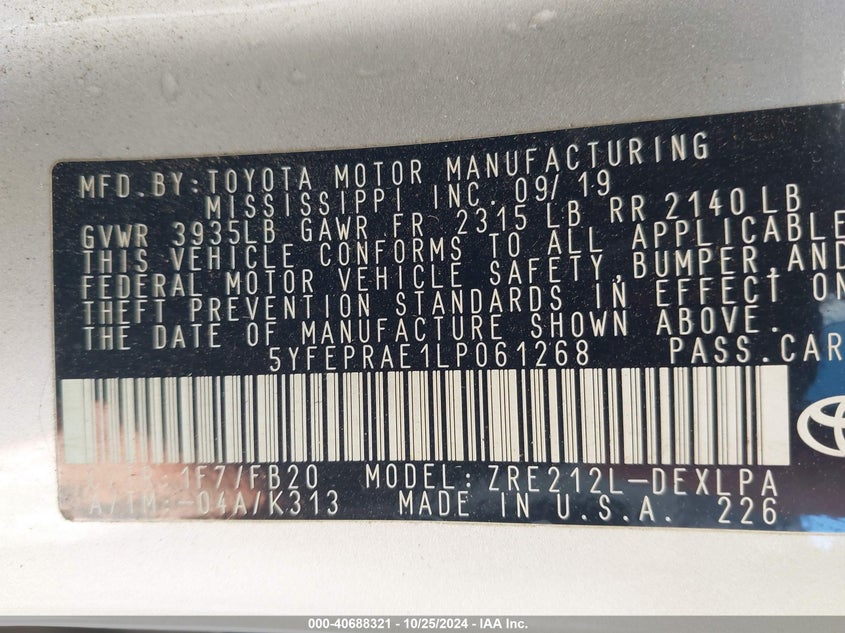 MFD. BY: TOYOTA MOTOR MANUFACTURING
MISSISSIPPI INC. 09/19
GVWR 3935LB GAWR FR 2315 LB RR 2140 LB
THIS VEHICLE CONFORMS TO ALL APPLICABLE
FEDERAL MOTOR VEHICLE SAFETY, BUMPER, AND
THEFT PREVENTION STANDARDS IN EFFECT ON
THE DATE OF MANUFACTURE SHOWN ABOVE.
5YFEPRAE1LP061268 PASS. CAR
1F7/FB20 MODEL: ZRE212L-DEXLPA
A/TM:-04A/K313 MADE IN U.S.A. 226
000-40688321 - 10/25/2024 - IAA Inc.